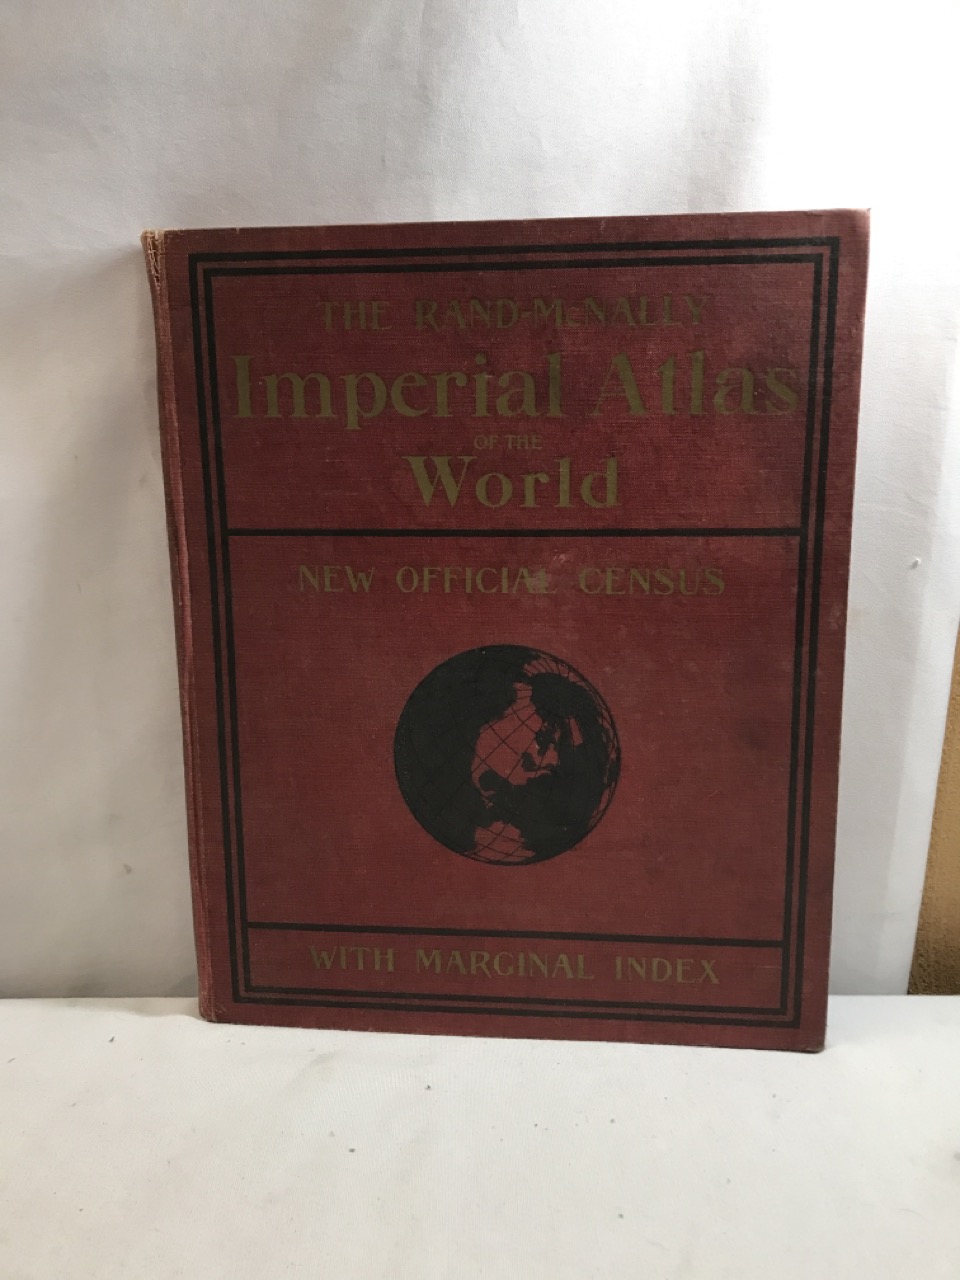 THE RAND-McNALLY
Imperial Atlas
OF THE
World
NEW OFFICIAL CENSUS
WITH MARGINAL INDEX